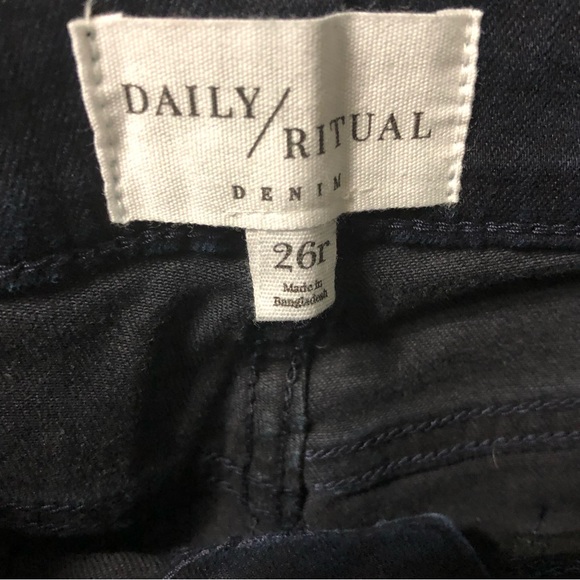 DAILY/
RITUAL
DENIM
26r
Made in
Bangladesh